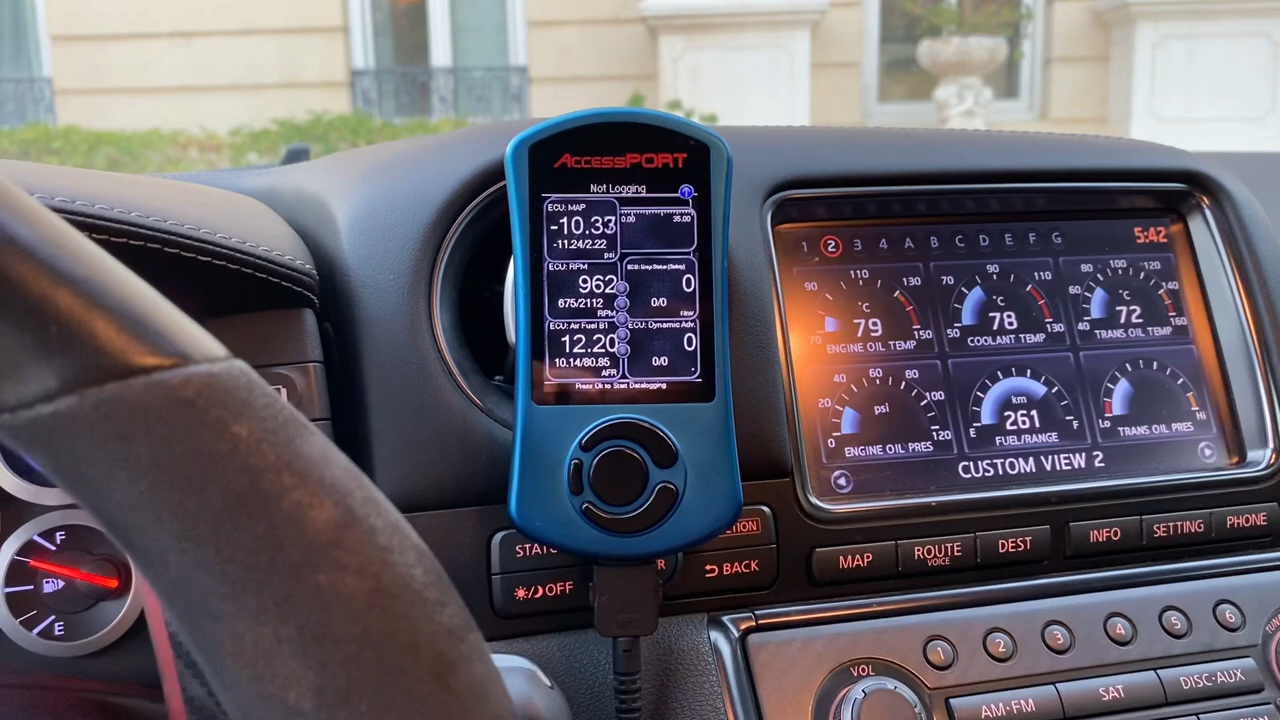 AccessPORT
Not Logging
ECU: MAP
-10.33
-11.24/2.22
psi
0.00 35.00
ECU: RPM
962
675/2112
RPM
0
0/0
raw
ECU: Air Fuel B1
12.20
10.14/80.85
AFR
ECU: Dynamic Adv.
0
0/0
Press Ok to Start Datalogging
1 2 3 4 A B C D E F G
5:42
70 90 110 130 150
°C
79
ENGINE OIL TEMP
50 70 90 110 130
°C
78
COOLANT TEMP
40 60 80 100 120 140 160
°C
72
TRANS OIL TEMP
0 20 40 60 80 100 120
psi
ENGINE OIL PRES
km
261
E F
FUEL/RANGE
Lo Hi
TRANS OIL PRES
CUSTOM VIEW 2
OFF
BACK
MAP
ROUTE
VOICE
DEST
INFO
SETTING
PHONE
F
E
1 2 3 4 5 6
VOL
AM·FM
SAT
DISC·AUX